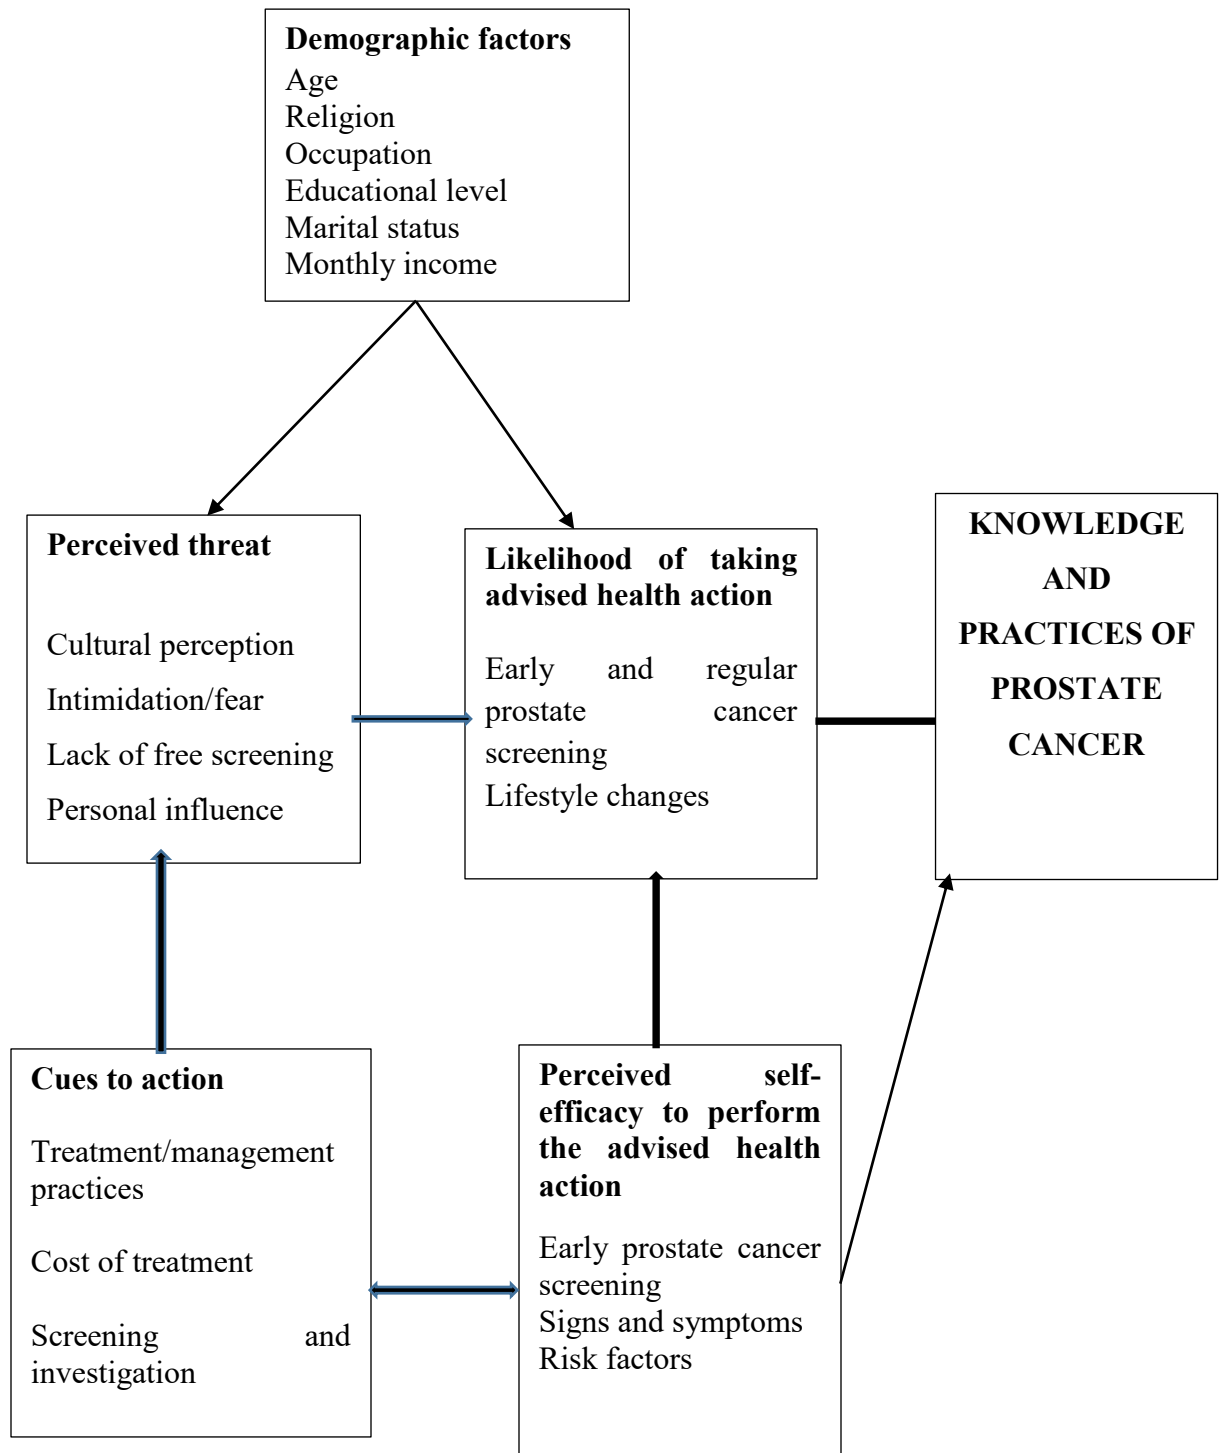 Demographic factors
Age
Religion
Occupation
Educational level
Marital status
Monthly income
Perceived threat
Cultural perception
Intimidation/fear
Lack of free screening
Personal influence
Likelihood of taking
advised health action
Early and regular
prostate cancer
screening
Lifestyle changes
KNOWLEDGE
AND
PRACTICES OF
PROSTATE
CANCER
Cues to action
Treatment/management
practices
Cost of treatment
Screening and
investigation
Perceived self-
efficacy to perform
the advised health
action
Early prostate cancer
screening
Signs and symptoms
Risk factors